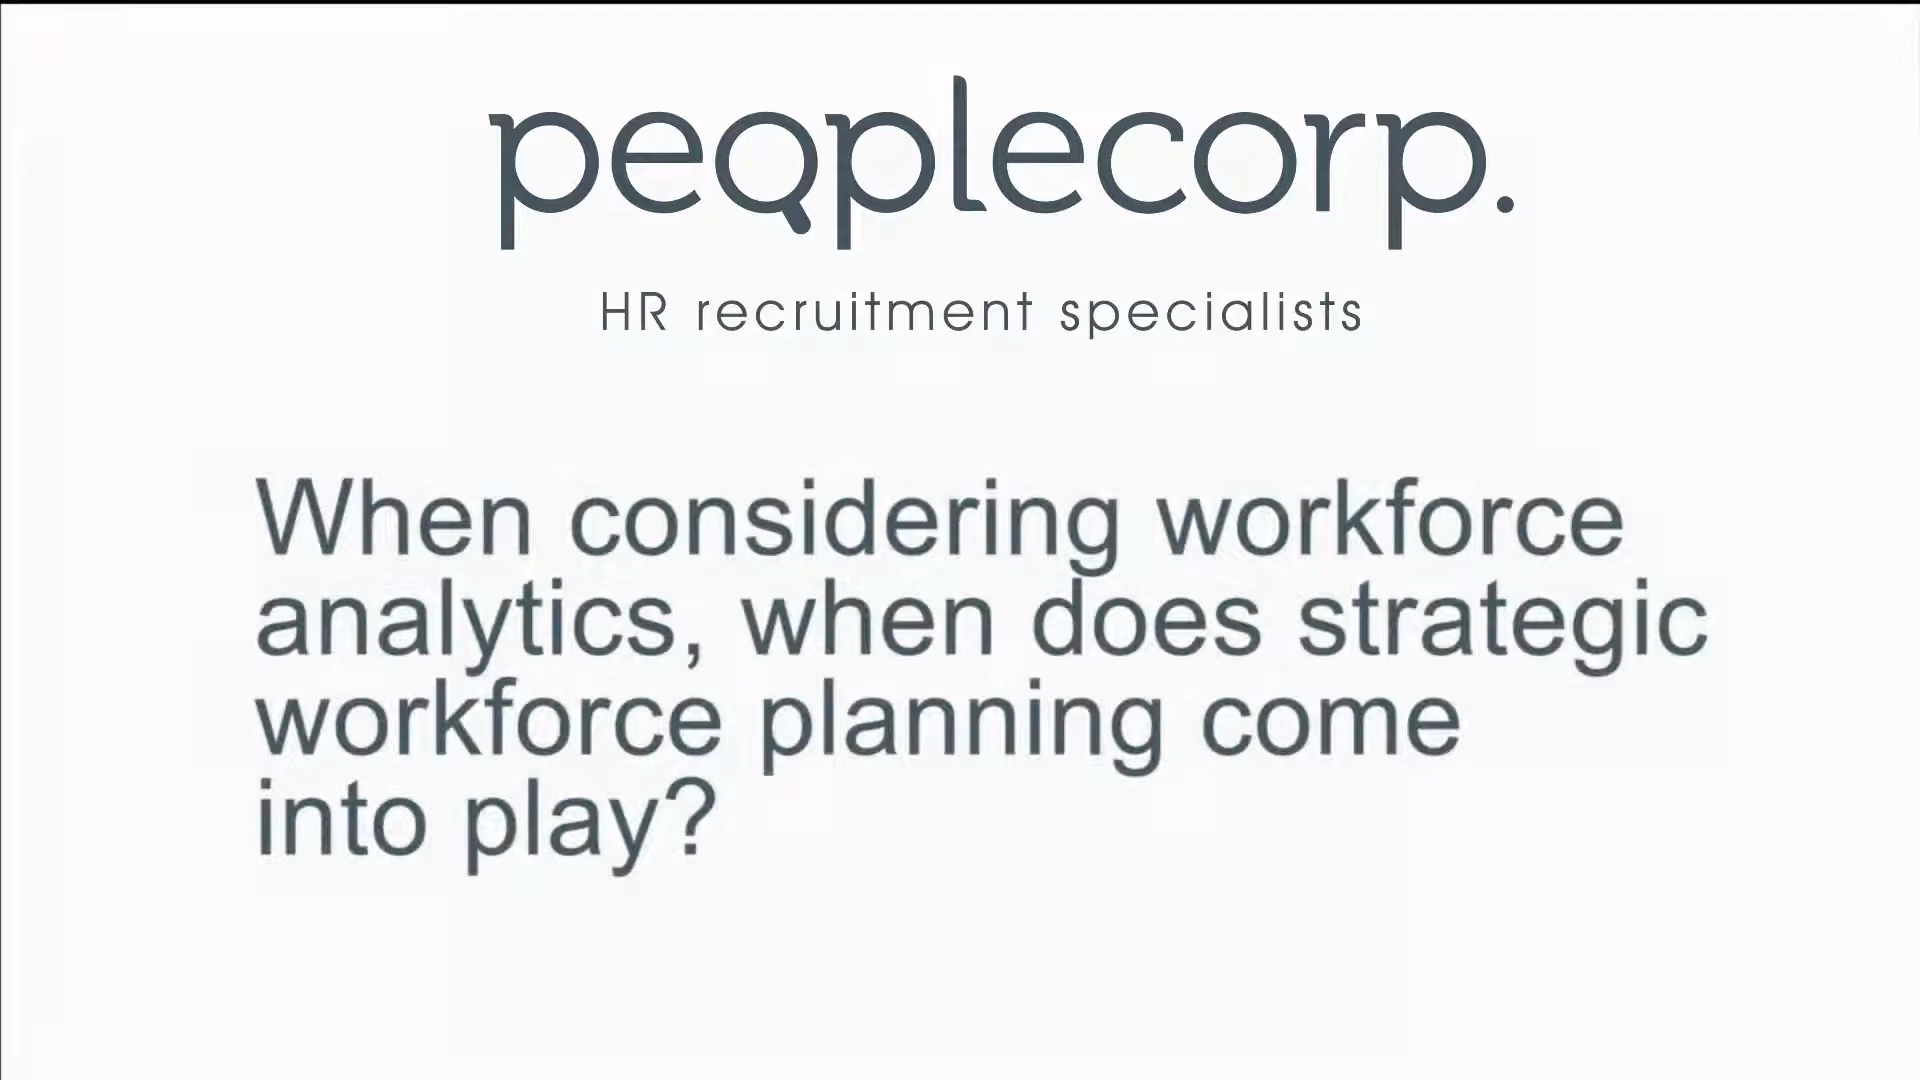 peoplecorp.
HR recruitment specialists
When considering workforce
analytics, when does strategic
workforce planning come
into play?